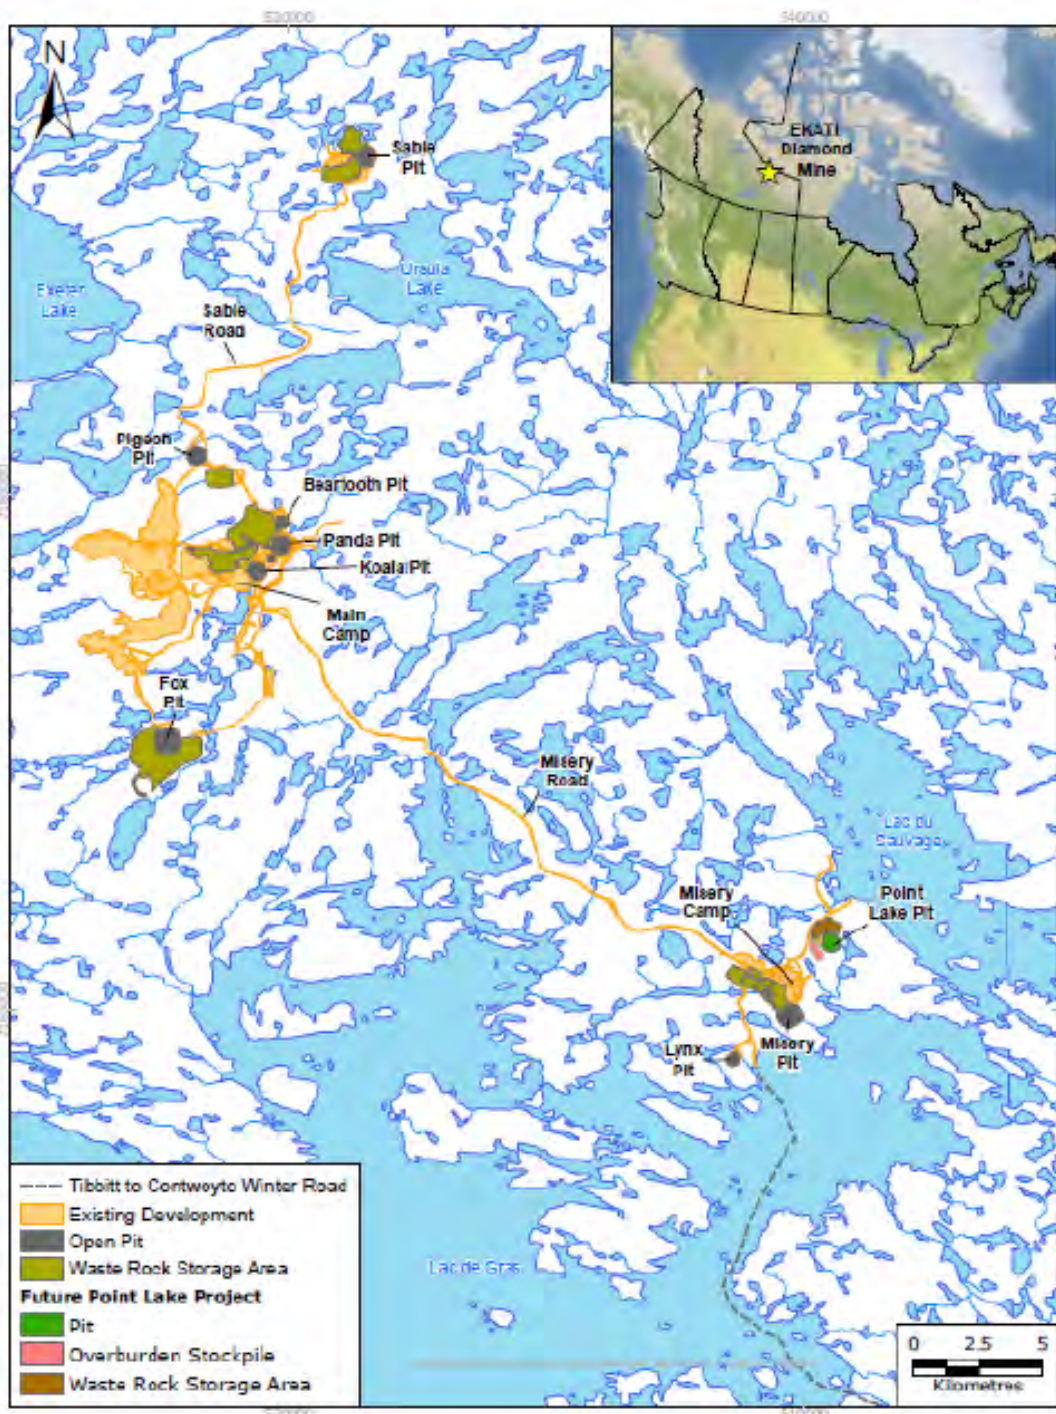 N
Sable
Pit
EKATI
Diamond
Mine
Exeter
Lake
Ursula
Lake
Sable
Road
Pigeon
Pit
Beartooth Pit
Panda Pit
Koala Pit
Main
Camp
Fox
Pit
Misery
Road
Lac du
Sauvage
Misery
Camp
Point
Lake Pit
Lynx
Pit
Misery
Pit
Lac de Gras
Tibbitt to Contwoyto Winter Road
Existing Development
Open Pit
Waste Rock Storage Area
Future Point Lake Project
Pit
Overburden Stockpile
Waste Rock Storage Area
0 2.5 5
Kilometres